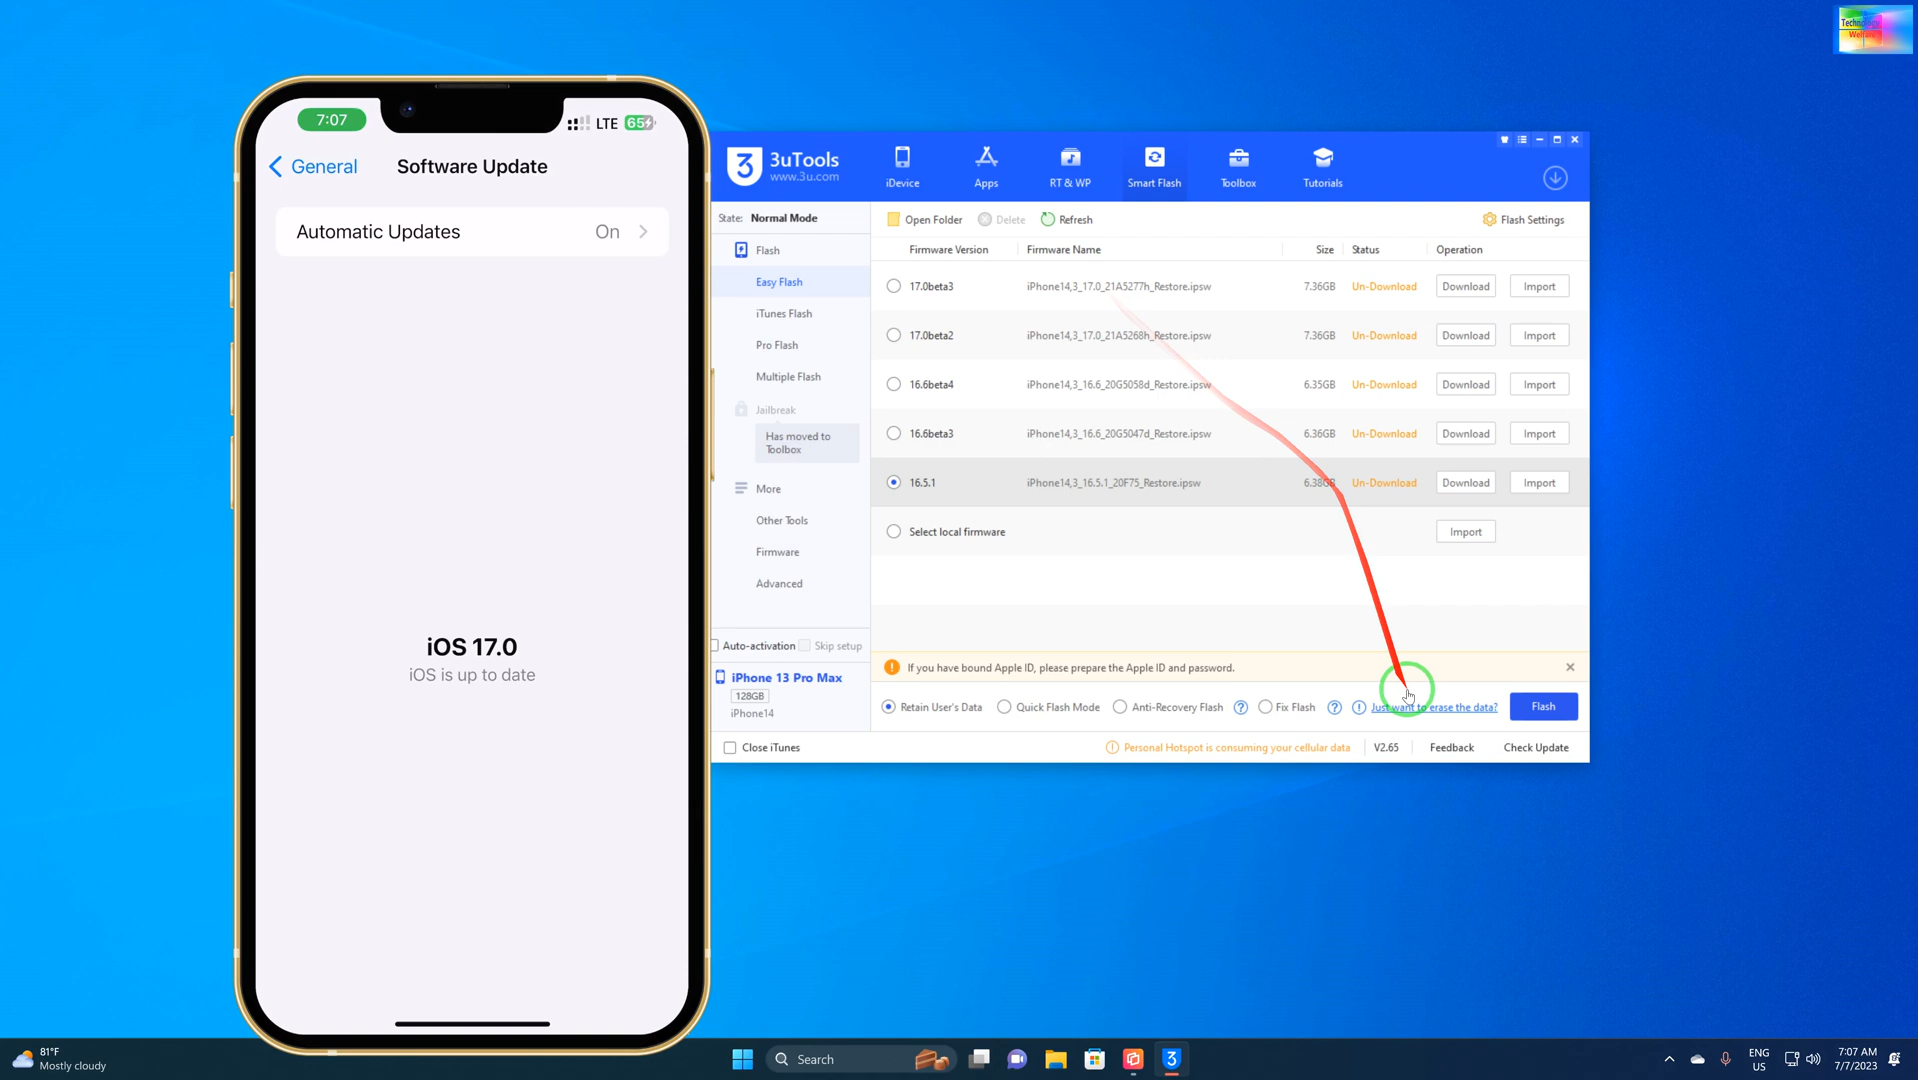 Technology
Welfare
7:07
LTE 65
General
Software Update
Automatic Updates
On
iOS 17.0
iOS is up to date
3 3uTools
www.3u.com
iDevice
Apps
RT & WP
Smart Flash
Toolbox
Tutorials
State: Normal Mode
Flash
Easy Flash
iTunes Flash
Pro Flash
Multiple Flash
Jailbreak
Has moved to
Toolbox
More
Other Tools
Firmware
Advanced
Auto-activation Skip setup
iPhone 13 Pro Max
128GB
iPhone14
Open Folder Delete Refresh Flash Settings
Firmware Version Firmware Name Size Status Operation
17.0beta3 iPhone14,3_17.0_21A5277h_Restore.ipsw 7.36GB Un-Download Download Import
17.0beta2 iPhone14,3_17.0_21A5268h_Restore.ipsw 7.36GB Un-Download Download Import
16.6beta4 iPhone14,3_16.6_20G5058d_Restore.ipsw 6.35GB Un-Download Download Import
16.6beta3 iPhone14,3_16.6_20G5047d_Restore.ipsw 6.36GB Un-Download Download Import
16.5.1 iPhone14,3_16.5.1_20F75_Restore.ipsw 6.38GB Un-Download Download Import
Select local firmware Import
If you have bound Apple ID, please prepare the Apple ID and password.
Retain User's Data Quick Flash Mode Anti-Recovery Flash ? Fix Flash ? Just want to erase the data? Flash
Close iTunes
Personal Hotspot is consuming your cellular data V2.65 Feedback Check Update
81°F
Mostly cloudy
Search
3
ENG
US
7:07 AM
7/7/2023